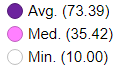 Avg. (73.39)
Med. (35.42)
Min. (10.00)